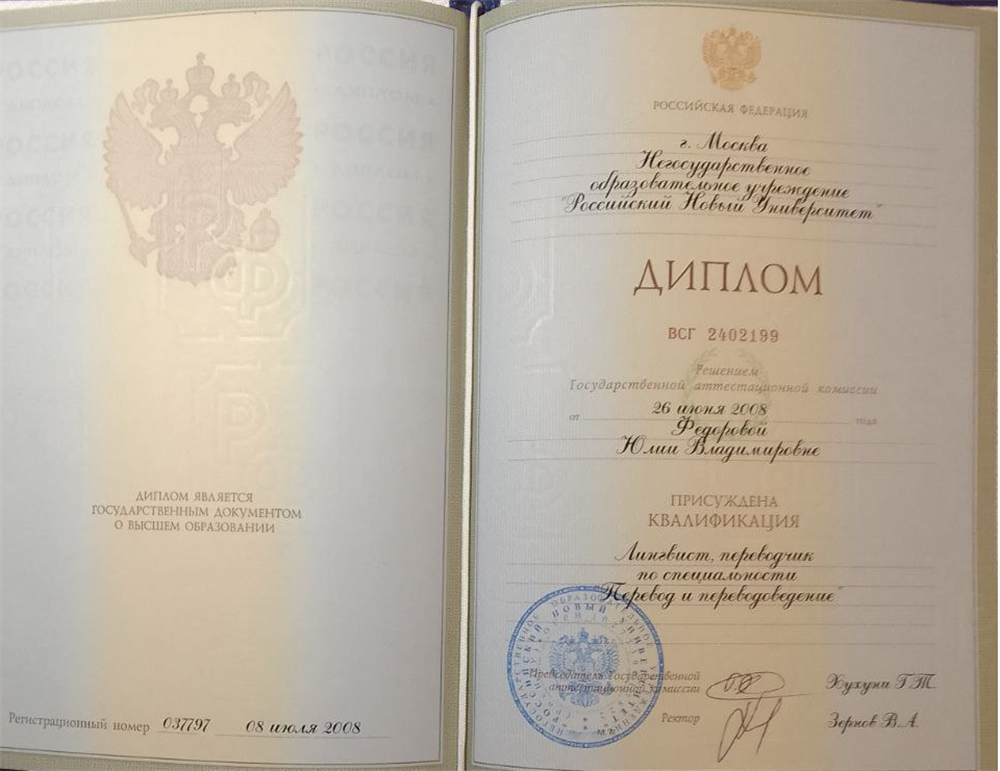 ДИПЛОМ ЯВЛЯЕТСЯ
ГОСУДАРСТВЕННЫМ ДОКУМЕНТОМ
О ВЫСШЕМ ОБРАЗОВАНИИ
Регистрационный номер 037797 08 июля 2008
РОССИЙСКАЯ ФЕДЕРАЦИЯ
г. Москва
Негосударственное
образовательное учреждение
"Российский Новый Университет"
ДИПЛОМ
ВСГ 2402199
Решением
Государственной аттестационной комиссии
от 26 июня 2008 года
Федоровой
Юлии Владимировне
ПРИСУЖДЕНА
КВАЛИФИКАЦИЯ
Лингвист, переводчик
по специальности
"Перевод и переводоведение"
Председатель Государственной
аттестационной комиссии Хухуни Г.Т.
Ректор Зернов В.А.